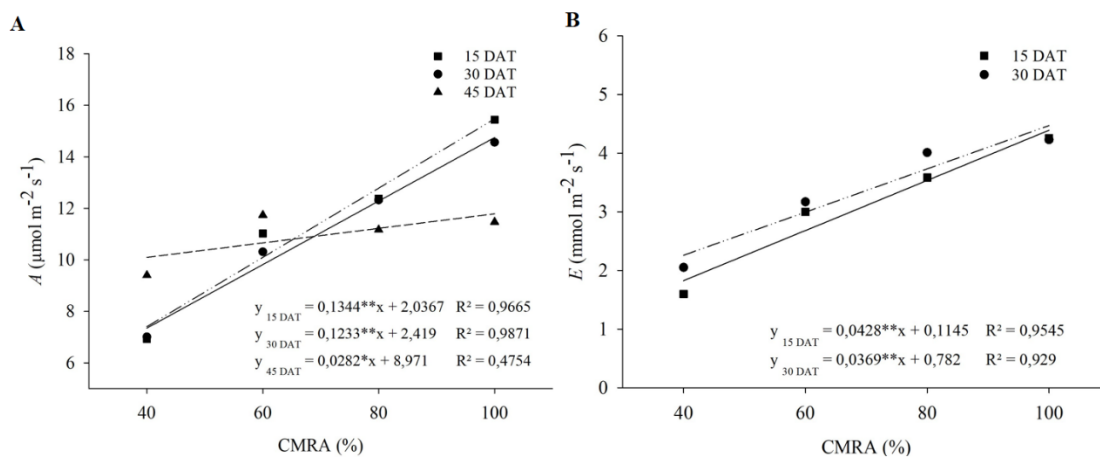 A
18
16
14
12
10
8
6
A (µmol m⁻² s⁻¹)
15 DAT
30 DAT
45 DAT
y 15 DAT = 0,1344**x + 2,0367 R² = 0,9665
y 30 DAT = 0,1233**x + 2,419 R² = 0,9871
y 45 DAT = 0,0282*x + 8,971 R² = 0,4754
40 60 80 100
CMRA (%)
B
6
5
4
3
2
1
0
E (mmol m⁻² s⁻¹)
15 DAT
30 DAT
y 15 DAT = 0,0428**x + 0,1145 R² = 0,9545
y 30 DAT = 0,0369**x + 0,782 R² = 0,929
40 60 80 100
CMRA (%)